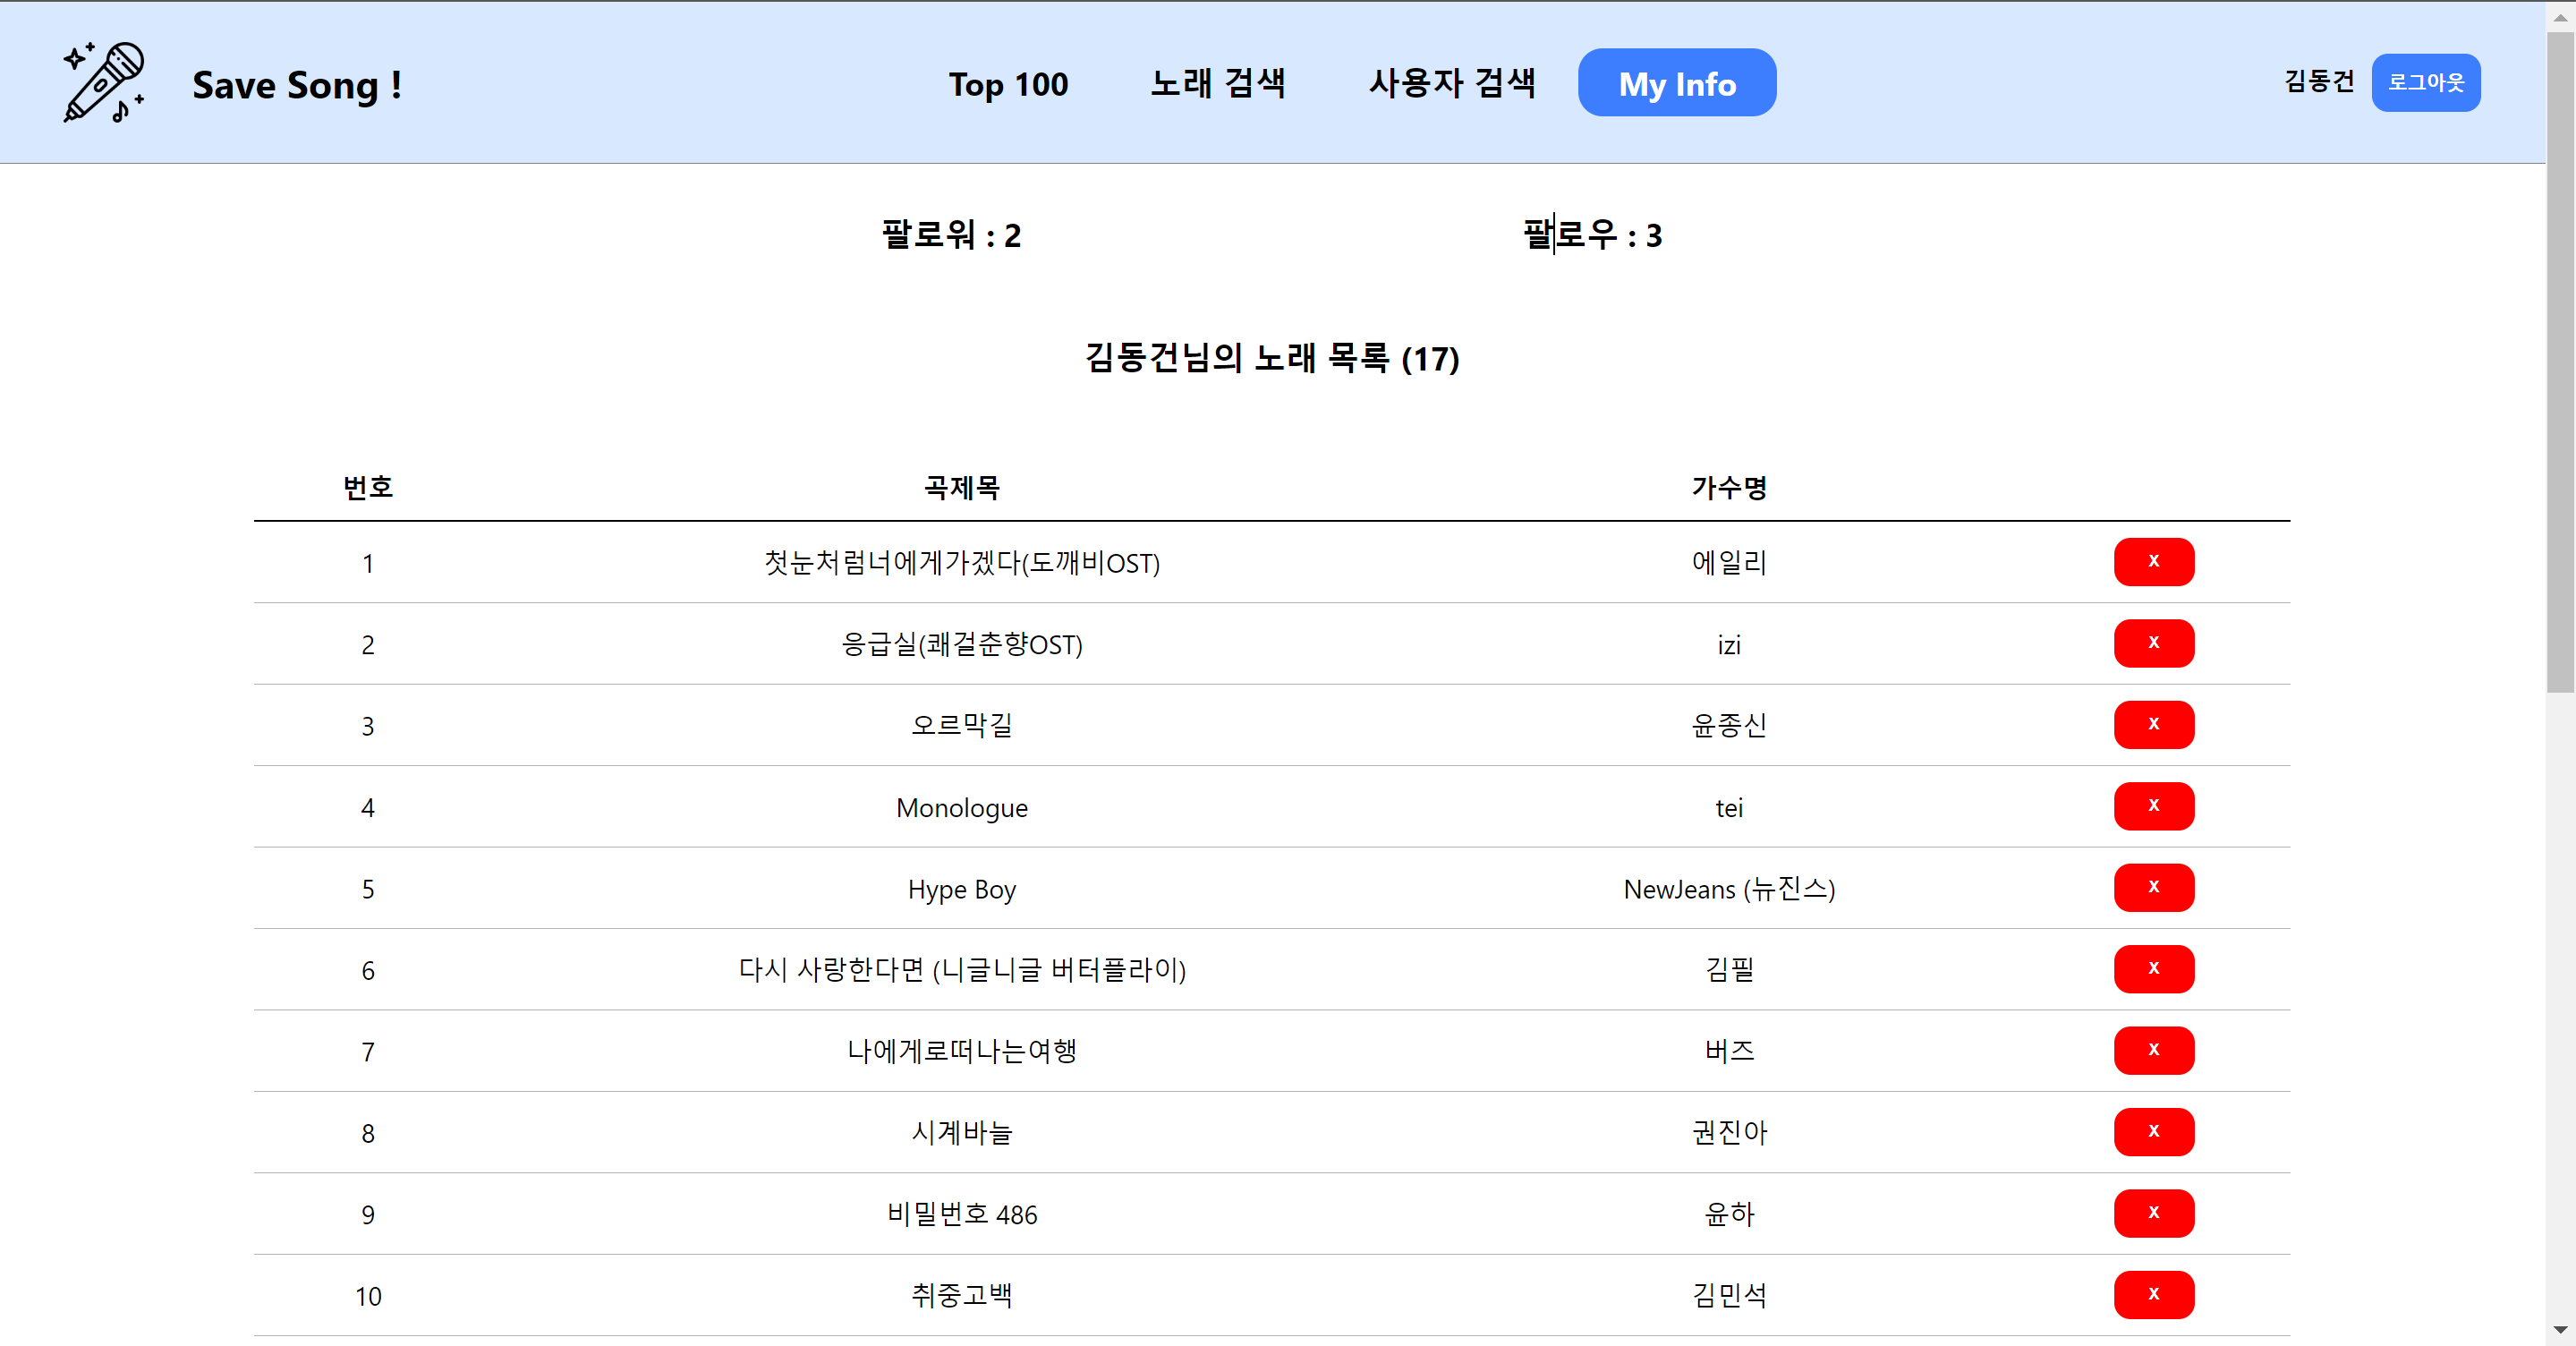 Save Song !
Top 100 노래 검색 사용자 검색 My Info
김동건 로그아웃
팔로워 : 2 팔로우 : 3
김동건님의 노래 목록 (17)
번호 곡제목 가수명
1 첫눈처럼너에게가겠다(도깨비OST) 에일리 x
2 응급실(쾌걸춘향OST) izi x
3 오르막길 윤종신 x
4 Monologue tei x
5 Hype Boy NewJeans (뉴진스) x
6 다시 사랑한다면 (니글니글 버터플라이) 김필 x
7 나에게로떠나는여행 버즈 x
8 시계바늘 권진아 x
9 비밀번호 486 윤하 x
10 취중고백 김민석 x